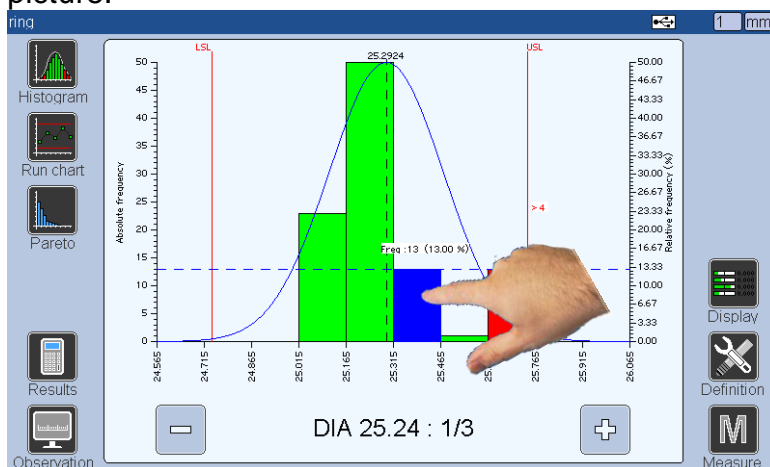 picture.
ring
1 mm
Histogram
Run chart
Pareto
Results
Observation
LSL
25.2924
USL
Absolute frequency
50
45
40
35
30
25
20
15
10
5
0
Freq :13 (13.00 %)
>4
50.00
46.67
43.33
40.00
36.67
33.33
30.00
26.67
23.33
20.00
16.67
13.33
10.00
6.67
3.33
0.00
Relative frequency (%)
24.565 24.715 24.865 25.015 25.165 25.315 25.465 25.765 25.915 26.065
DIA 25.24 : 1/3
Display
Definition
M
Measure